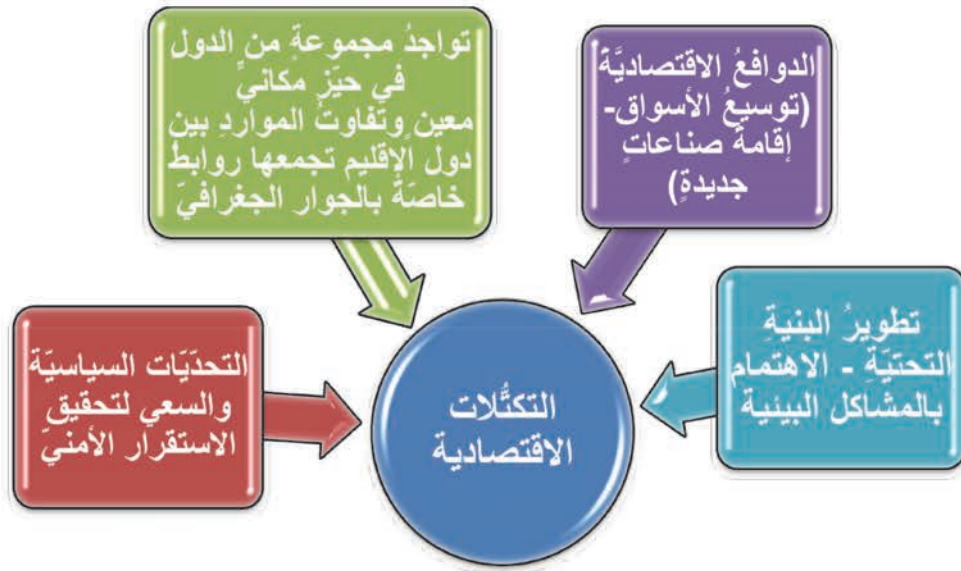 الدوافعُ الاقتصاديَّةُ
(توسيعُ الأسواق-
إقامةُ صناعاتٍ
جديدةٍ)
تواجدُ مجموعةٍ من الدول
في حيّزٍ مكانيٍّ
معينٍ وتفاوتُ المواردِ بين
دول الإقليم تجمعها روابطُ
خاصّةٌ بالجوار الجغرافيّ
تطويرُ البنيةِ
التحتيّةِ - الاهتمام
بالمشاكل البيئية
التحدّيّات السياسيّة
والسعي لتحقيق
الاستقرار الأمنيّ
التكتُّلات
الاقتصادية